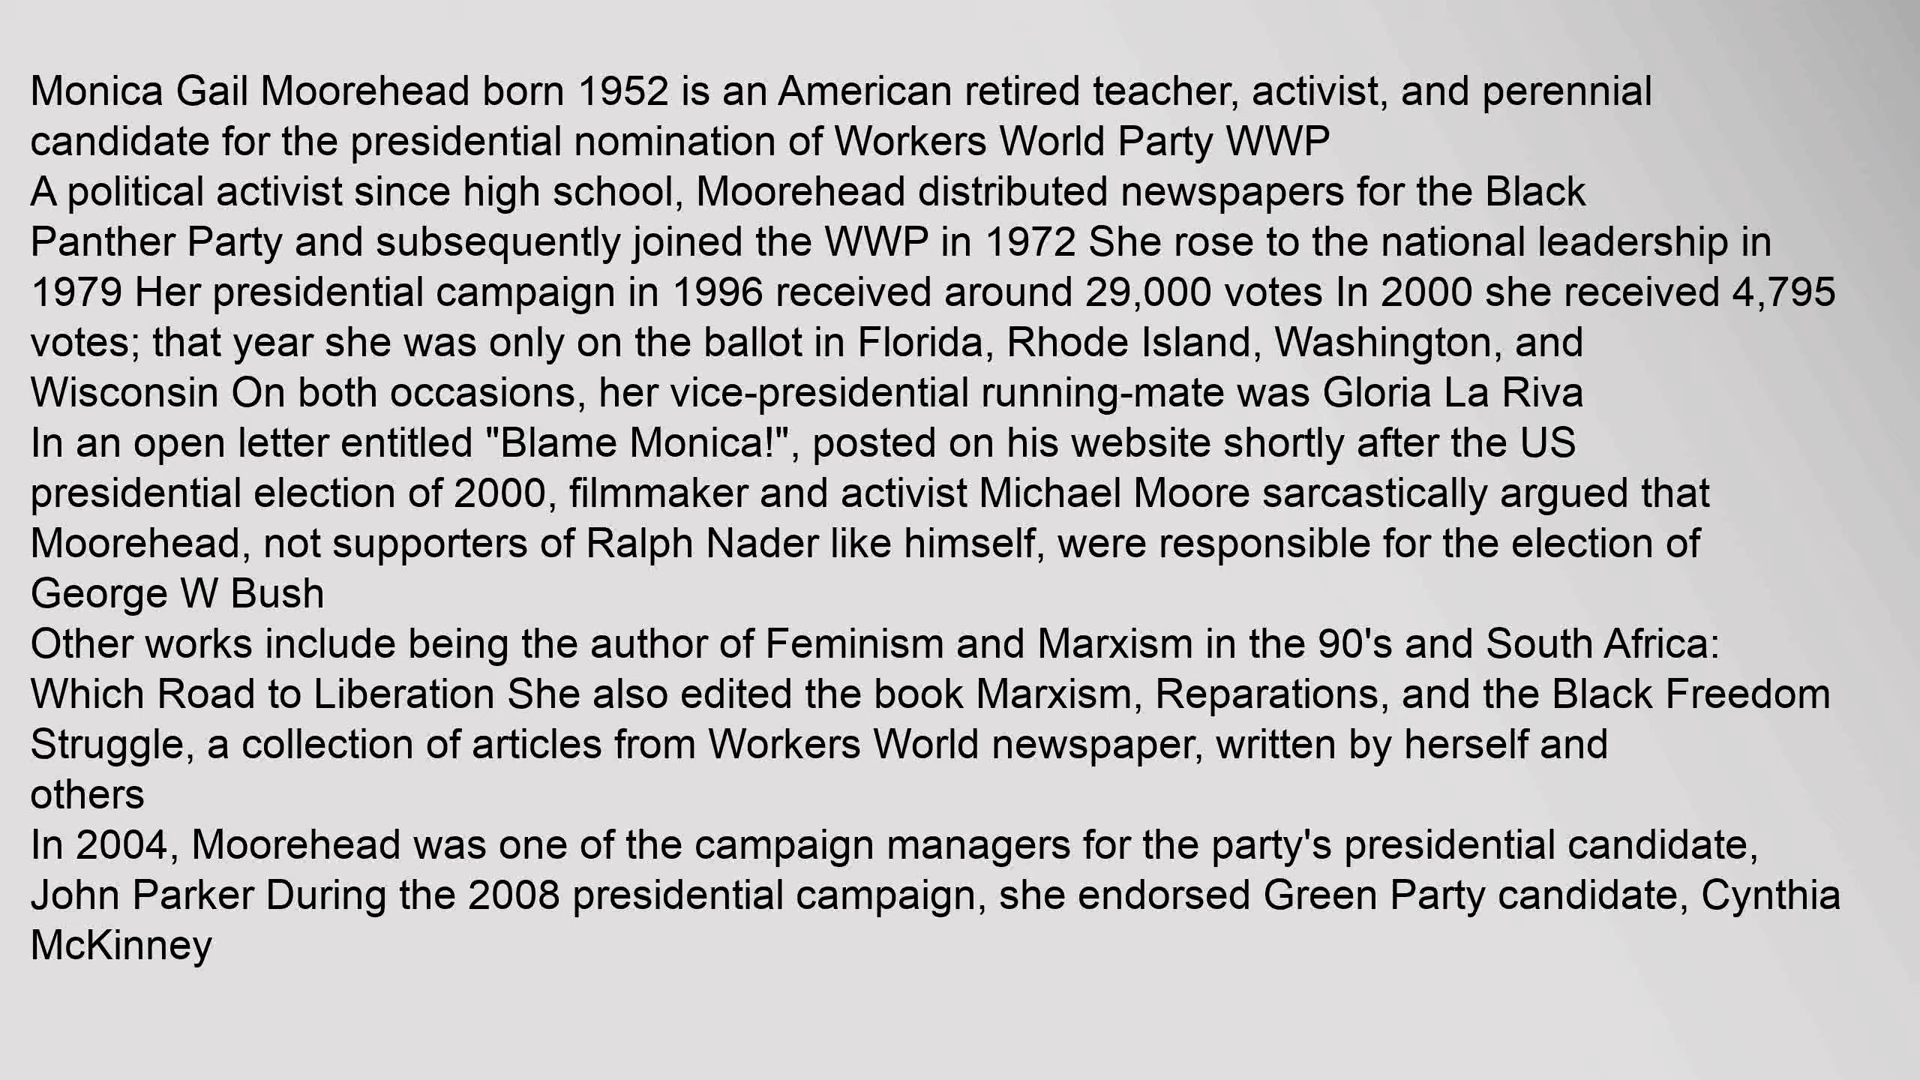 Monica Gail Moorehead born 1952 is an American retired teacher, activist, and perennial
candidate for the presidential nomination of Workers World Party WWP
A political activist since high school, Moorehead distributed newspapers for the Black
Panther Party and subsequently joined the WWP in 1972 She rose to the national leadership in
1979 Her presidential campaign in 1996 received around 29,000 votes In 2000 she received 4,795
votes; that year she was only on the ballot in Florida, Rhode Island, Washington, and
Wisconsin On both occasions, her vice-presidential running-mate was Gloria La Riva
In an open letter entitled "Blame Monica!", posted on his website shortly after the US
presidential election of 2000, filmmaker and activist Michael Moore sarcastically argued that
Moorehead, not supporters of Ralph Nader like himself, were responsible for the election of
George W Bush
Other works include being the author of Feminism and Marxism in the 90's and South Africa:
Which Road to Liberation She also edited the book Marxism, Reparations, and the Black Freedom
Struggle, a collection of articles from Workers World newspaper, written by herself and
others
In 2004, Moorehead was one of the campaign managers for the party's presidential candidate,
John Parker During the 2008 presidential campaign, she endorsed Green Party candidate, Cynthia
McKinney